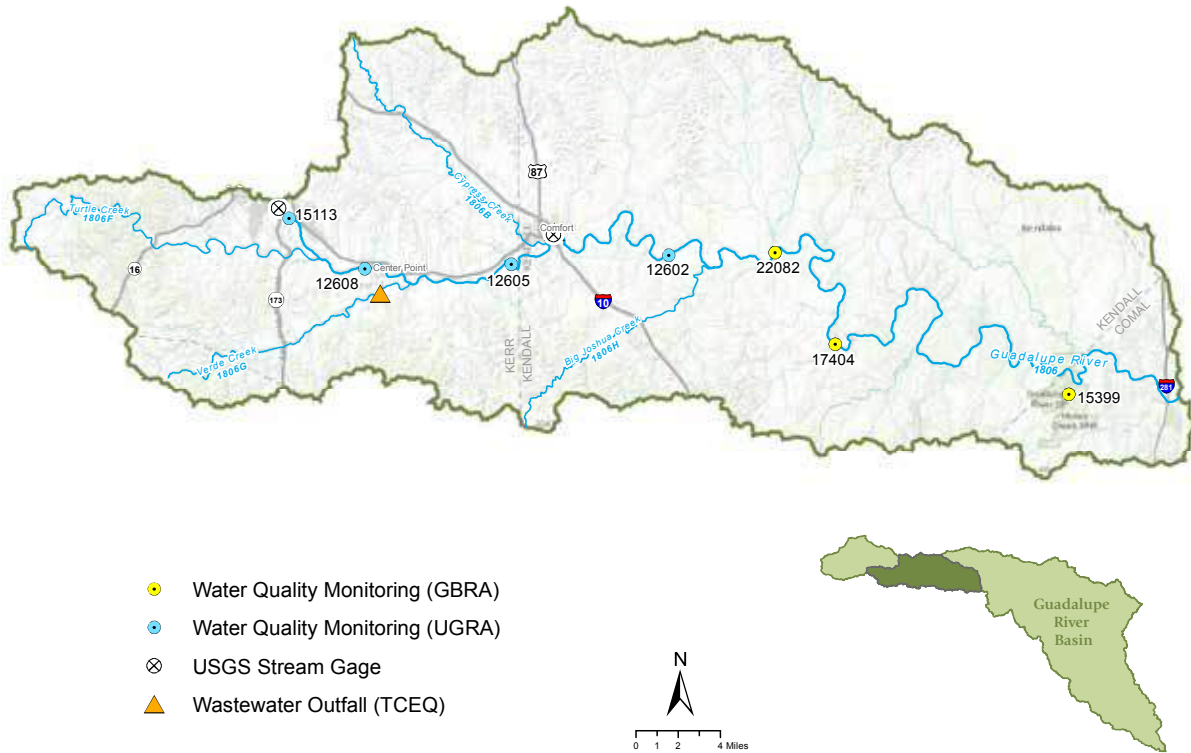 87
Cypress Creek
1806B
Turtle Creek
1806F
15113
Comfort
Kendalia
16
12608
Center Point
12605
12602
22082
173
10
KERR
KENDALL
KENDALL
COMAL
Verde Creek
1806G
Big Joshua Creek
1806H
17404
Guadalupe River
1806
281
15399
Water Quality Monitoring (GBRA)
Water Quality Monitoring (UGRA)
USGS Stream Gage
Wastewater Outfall (TCEQ)
N
0 1 2 4 Miles
Guadalupe
River
Basin